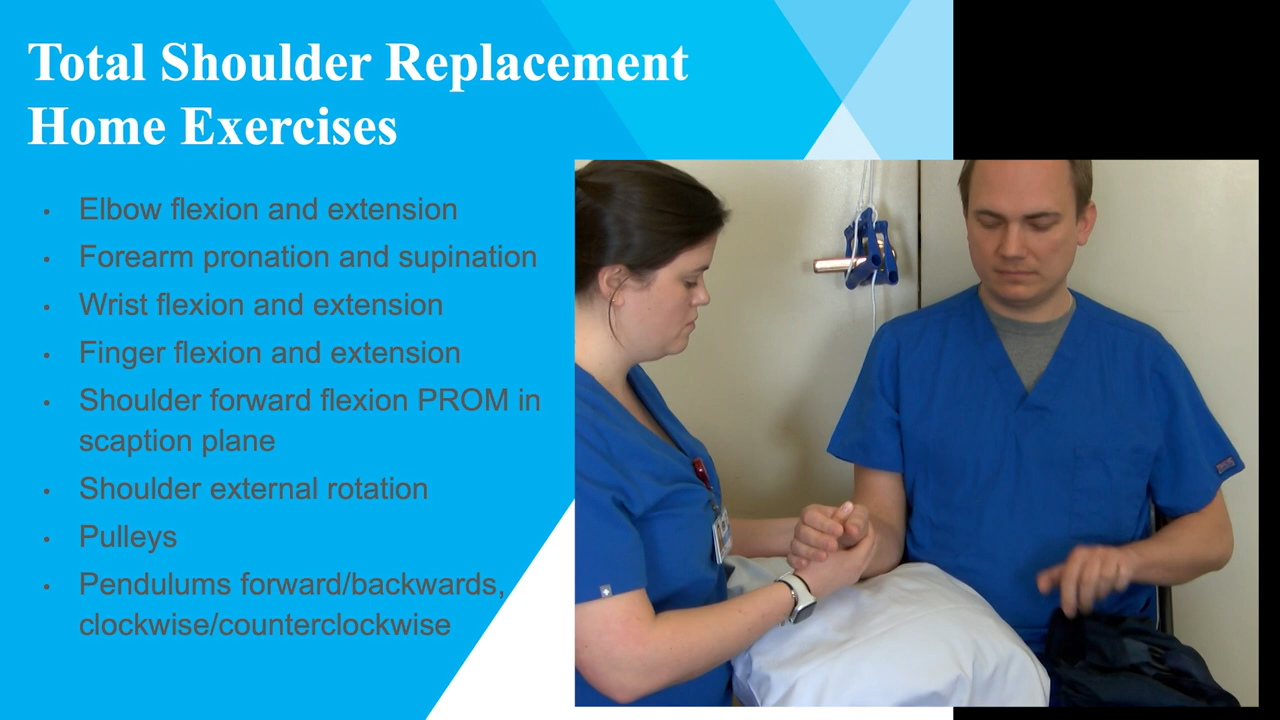 Total Shoulder Replacement
Home Exercises
• Elbow flexion and extension
• Forearm pronation and supination
• Wrist flexion and extension
• Finger flexion and extension
• Shoulder forward flexion PROM in
scaption plane
• Shoulder external rotation
• Pulleys
• Pendulums forward/backwards,
clockwise/counterclockwise